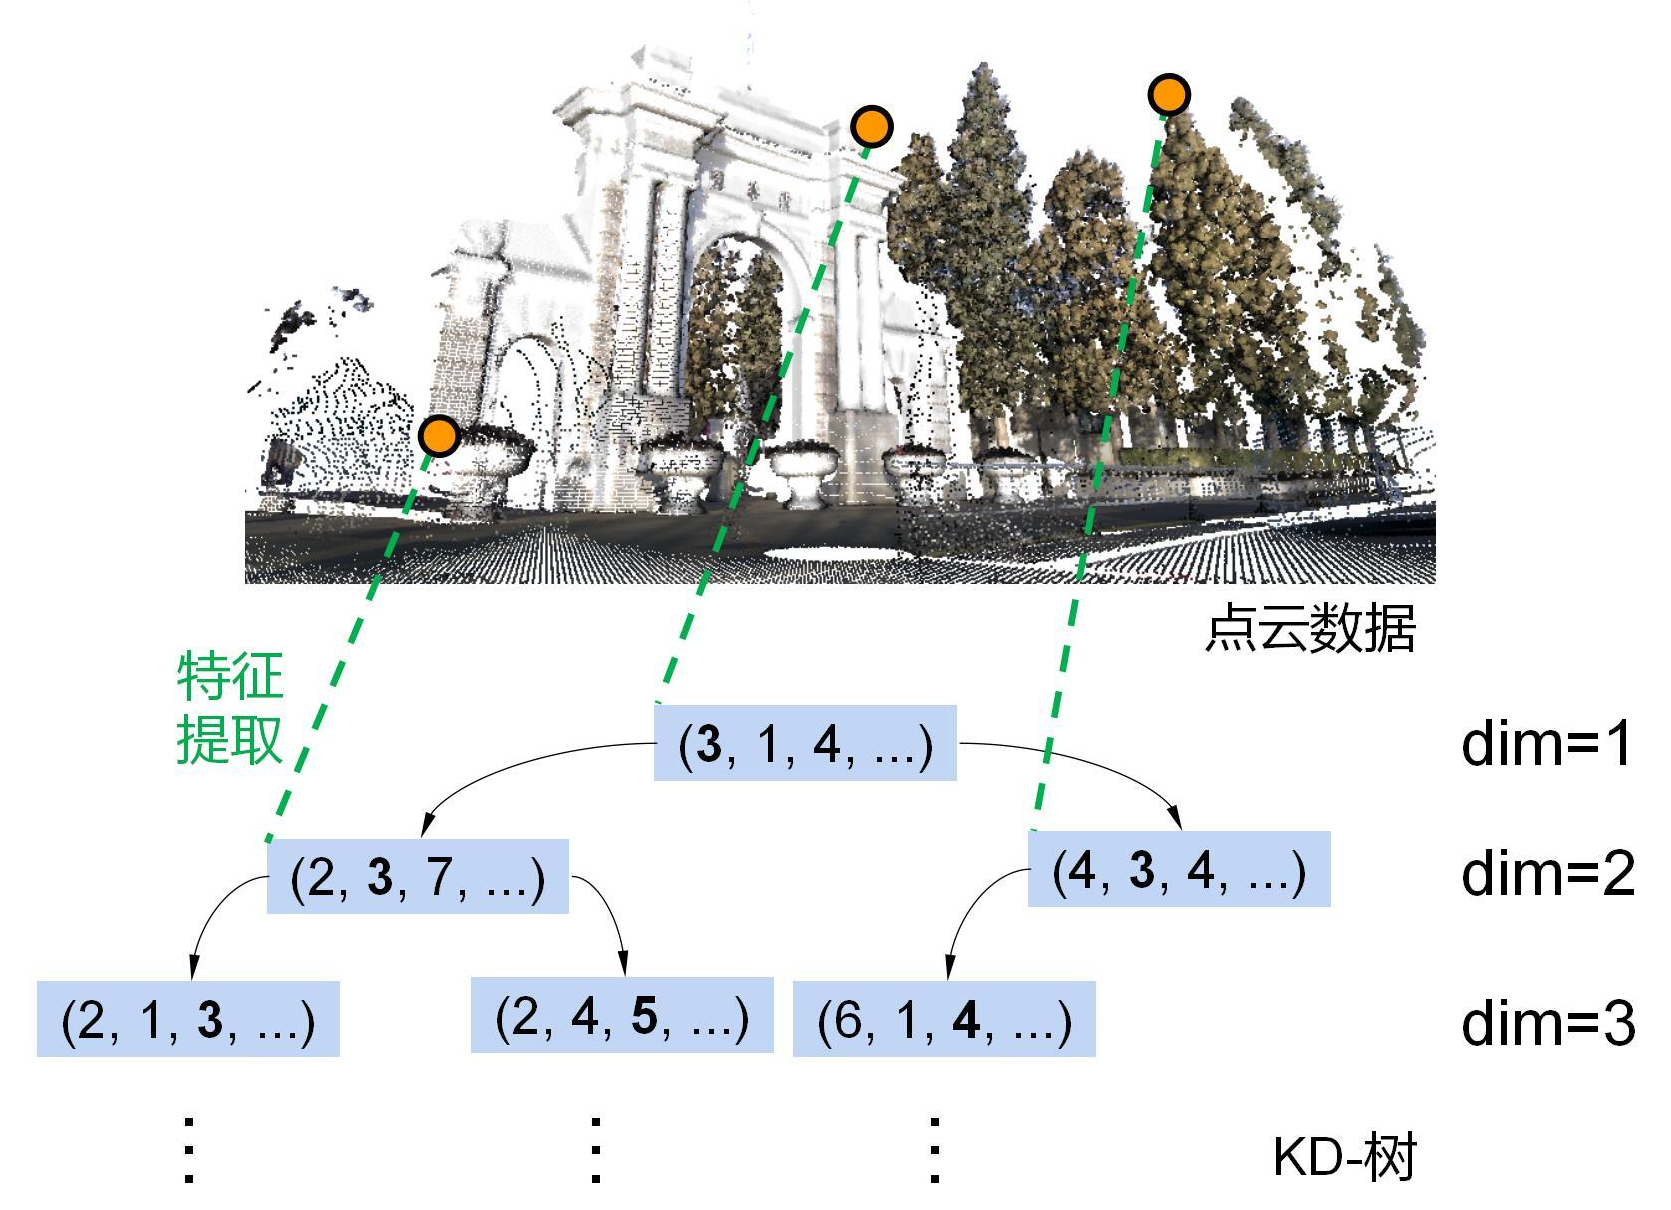 点云数据
特征
提取
(3, 1, 4, ...)
dim=1
(2, 3, 7, ...)
(4, 3, 4, ...)
dim=2
(2, 1, 3, ...)
(2, 4, 5, ...)
(6, 1, 4, ...)
dim=3
KD-树